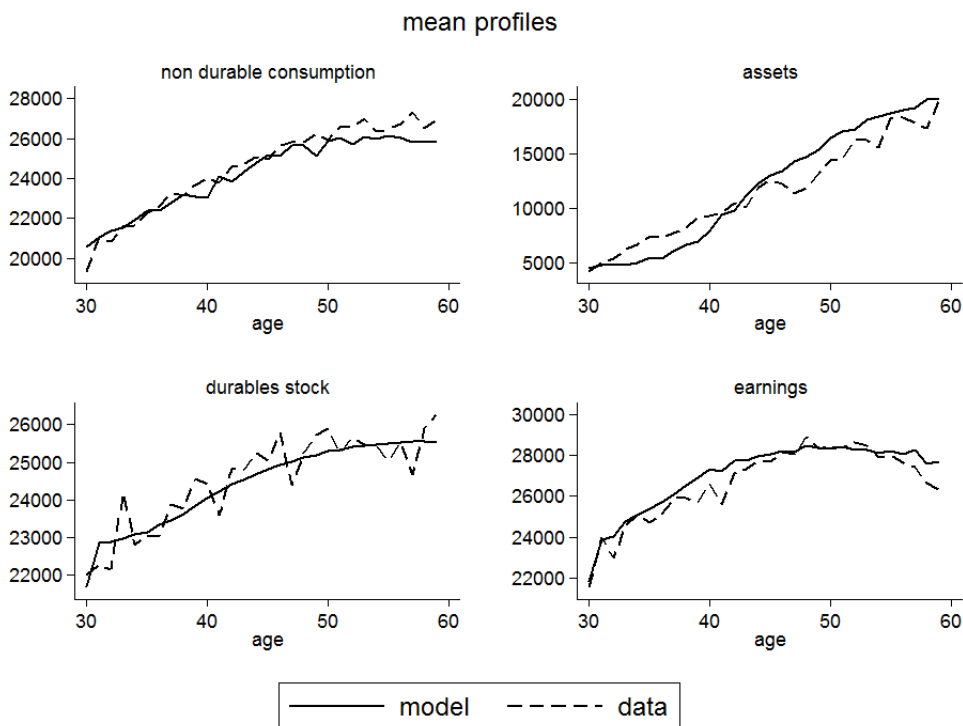 mean profiles
non durable consumption
28000
26000
24000
22000
20000
30 40 50 60
age
assets
20000
15000
10000
5000
30 40 50 60
age
durables stock
26000
25000
24000
23000
22000
30 40 50 60
age
earnings
30000
28000
26000
24000
22000
30 40 50 60
age
model data